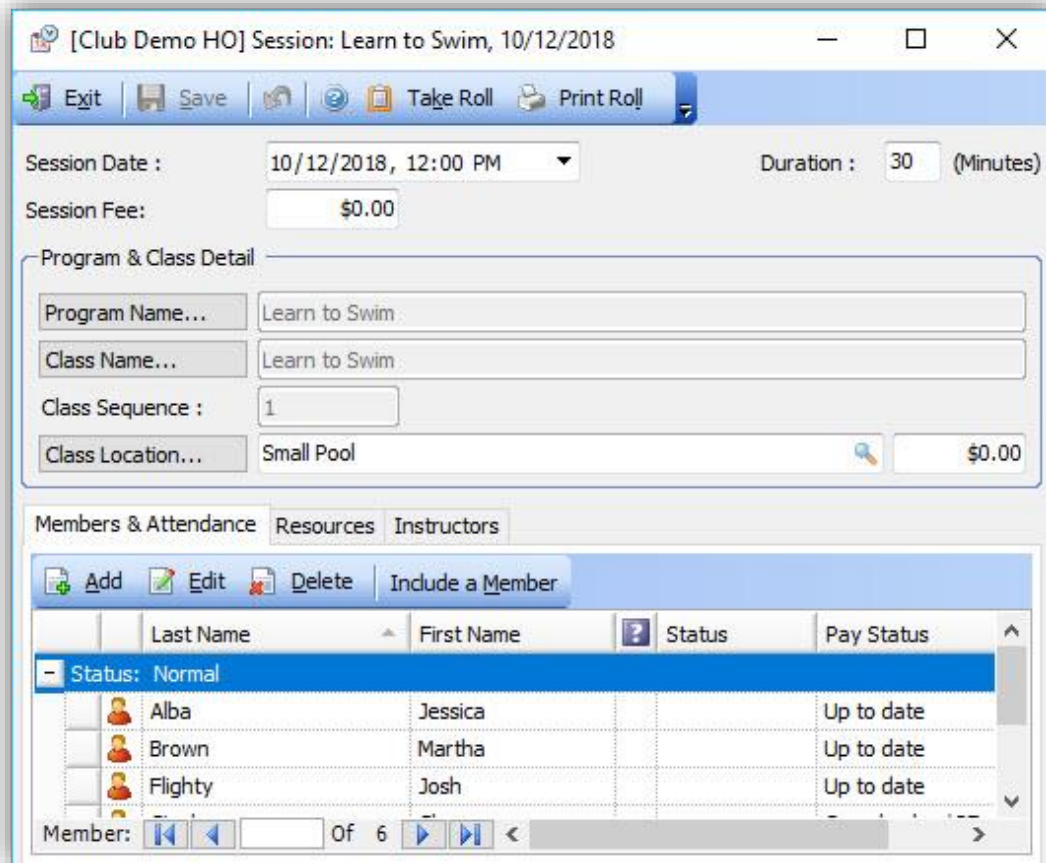 [Club Demo HO] Session: Learn to Swim, 10/12/2018
Exit Save Take Roll Print Roll
Session Date : 10/12/2018, 12:00 PM Duration : 30 (Minutes)
Session Fee: $0.00
Program & Class Detail
Program Name... Learn to Swim
Class Name... Learn to Swim
Class Sequence : 1
Class Location... Small Pool $0.00
Members & Attendance Resources Instructors
Add Edit Delete Include a Member
Last Name First Name ? Status Pay Status
Status: Normal
Alba Jessica Up to date
Brown Martha Up to date
Flighty Josh Up to date
Member: Of 6